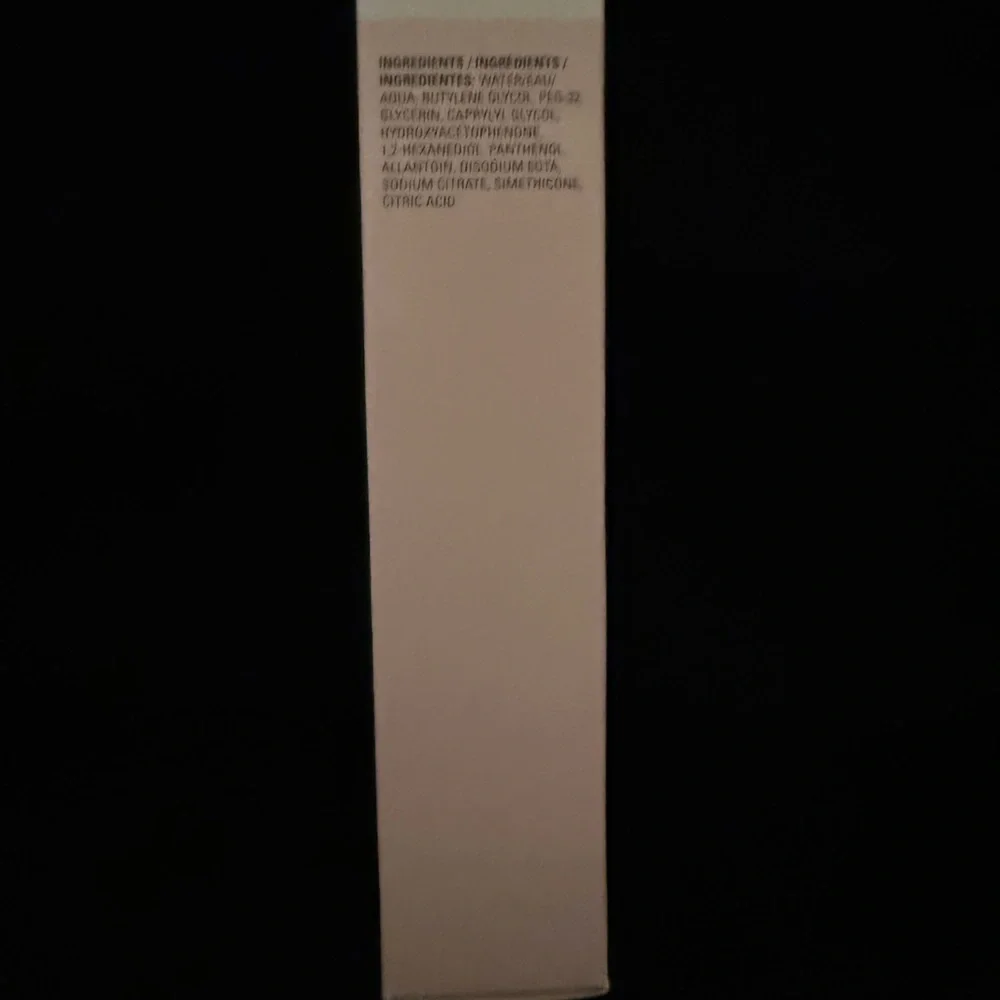 INGREDIENTS / INGRÉDIENTS /
INGREDIENTES: WATER/EAU/
AQUA, BUTYLENE GLYCOL, PEG-32,
GLYCERIN, CAPRYLYL GLYCOL,
HYDROXYACETOPHENONE,
1,2-HEXANEDIOL, PANTHENOL,
ALLANTOIN, DISODIUM EDTA,
SODIUM CITRATE, SIMETHICONE,
CITRIC ACID